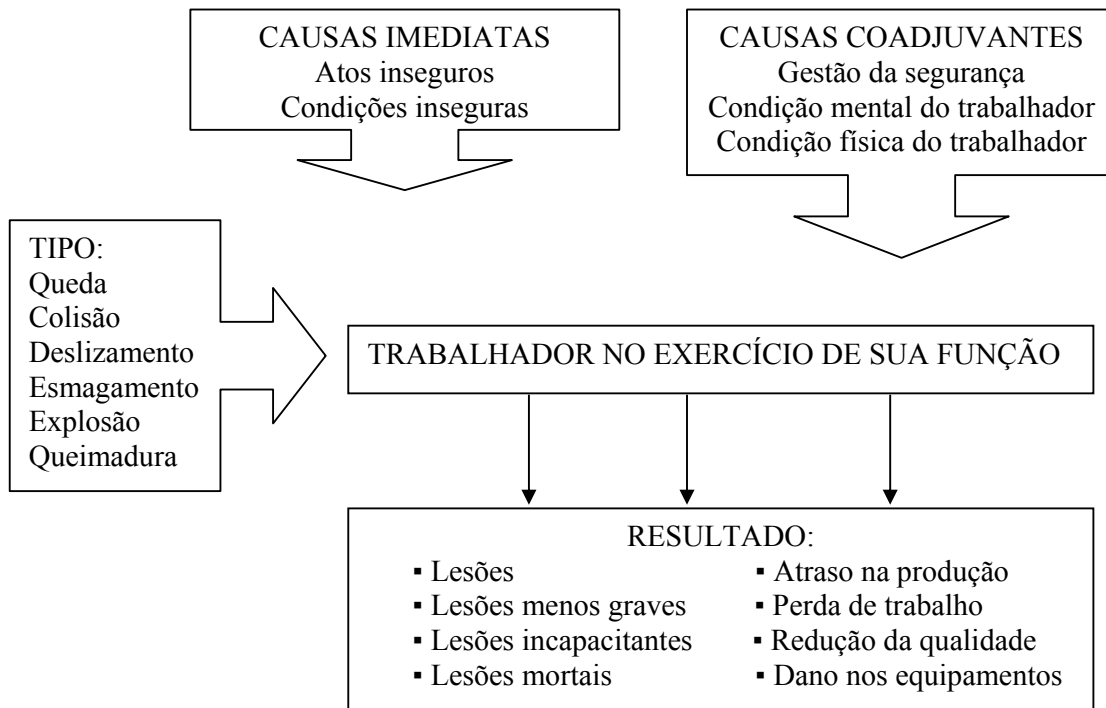 CAUSAS IMEDIATAS
Atos inseguros
Condições inseguras
CAUSAS COADJUVANTES
Gestão da segurança
Condição mental do trabalhador
Condição física do trabalhador
TIPO:
Queda
Colisão
Deslizamento
Esmagamento
Explosão
Queimadura
TRABALHADOR NO EXERCÍCIO DE SUA FUNÇÃO
RESULTADO:
▪ Lesões
▪ Lesões menos graves
▪ Lesões incapacitantes
▪ Lesões mortais
▪ Atraso na produção
▪ Perda de trabalho
▪ Redução da qualidade
▪ Dano nos equipamentos